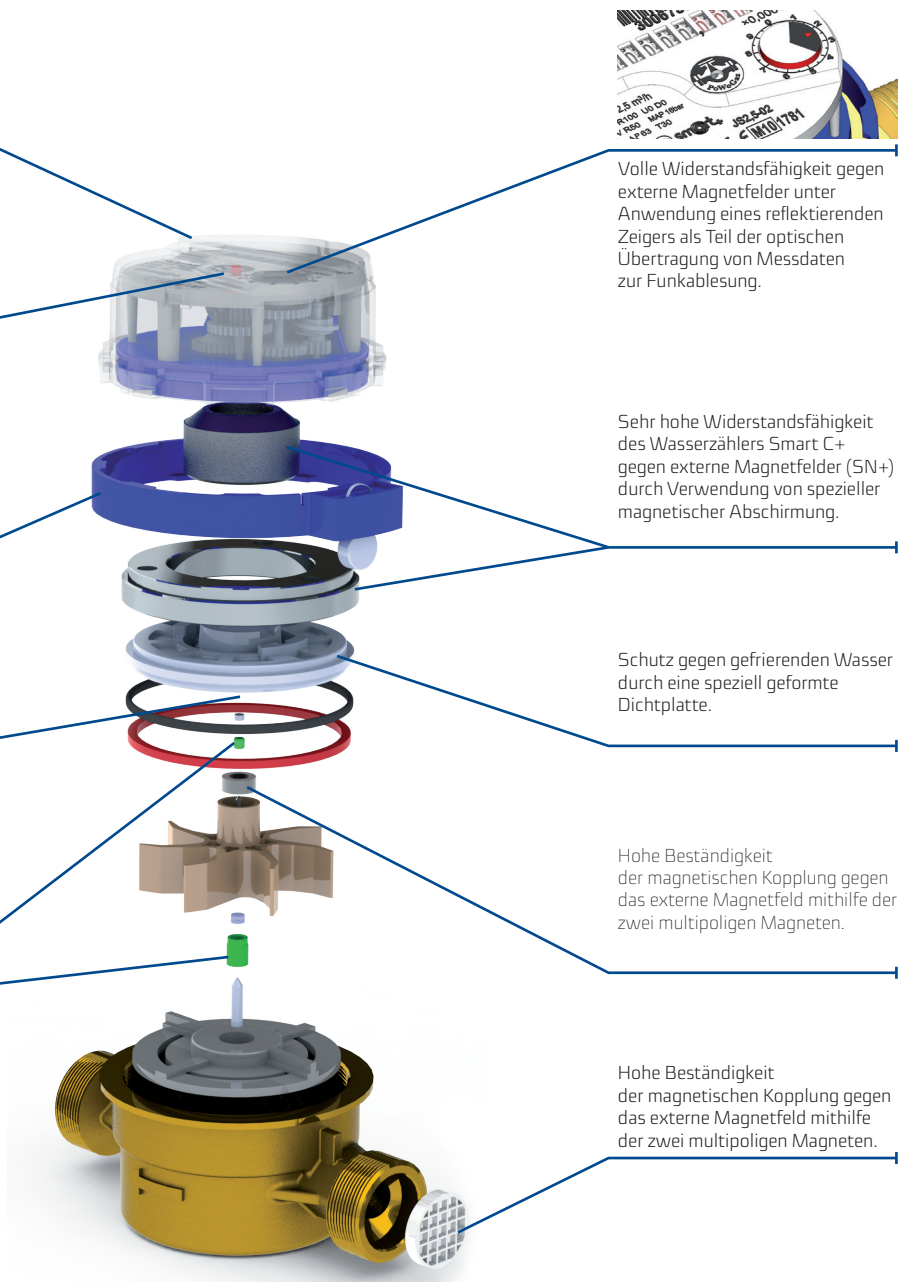 ×0,000
PoWoGaz
2,5 m³/h
R100 U0 D0
R50 MAP 16bar
T30
smart
JS2,5-02
M10 1781
Volle Widerstandsfähigkeit gegen
externe Magnetfelder unter
Anwendung eines reflektierenden
Zeigers als Teil der optischen
Übertragung von Messdaten
zur Funkablesung.
Sehr hohe Widerstandsfähigkeit
des Wasserzählers Smart C+
gegen externe Magnetfelder (SN+)
durch Verwendung von spezieller
magnetischer Abschirmung.
Schutz gegen gefrierenden Wasser
durch eine speziell geformte
Dichtplatte.
Hohe Beständigkeit
der magnetischen Kopplung gegen
das externe Magnetfeld mithilfe der
zwei multipoligen Magneten.
Hohe Beständigkeit
der magnetischen Kopplung gegen
das externe Magnetfeld mithilfe
der zwei multipoligen Magneten.